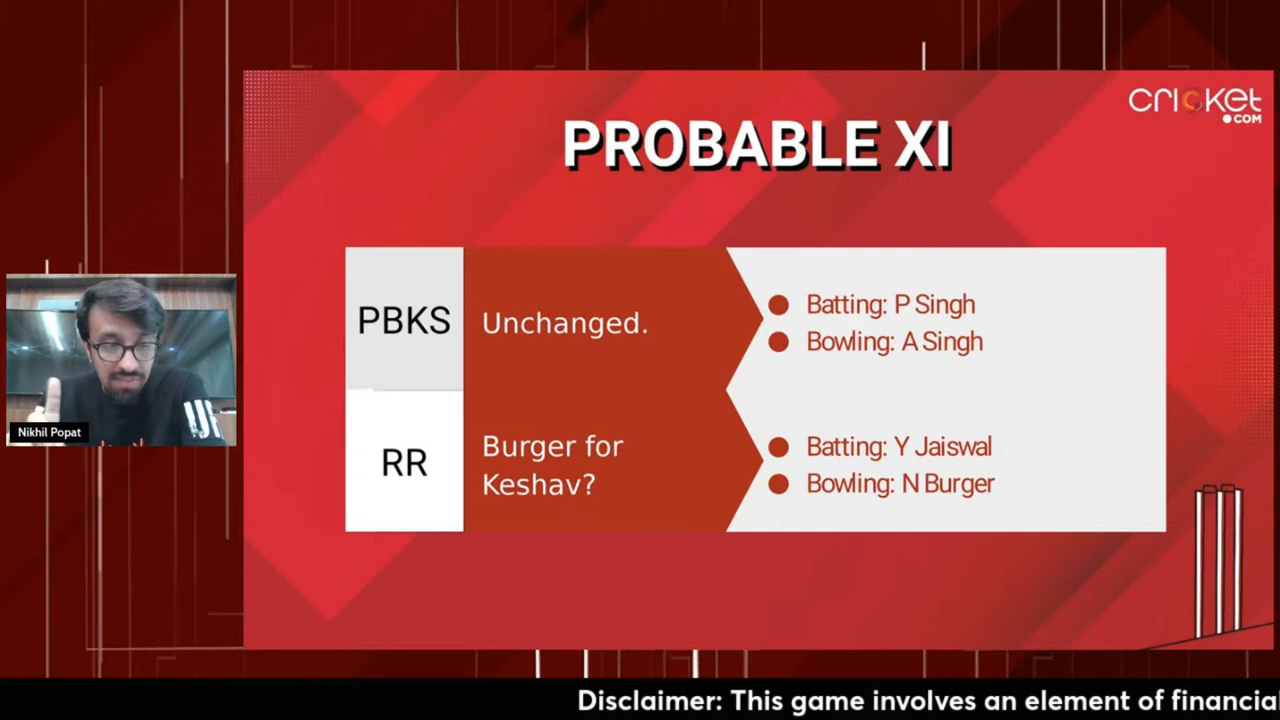 cricket
.COM
PROBABLE XI
PBKS
Unchanged.
Batting: P Singh
Bowling: A Singh
RR
Burger for
Keshav?
Batting: Y Jaiswal
Bowling: N Burger
Nikhil Popat
Disclaimer: This game involves an element of financia